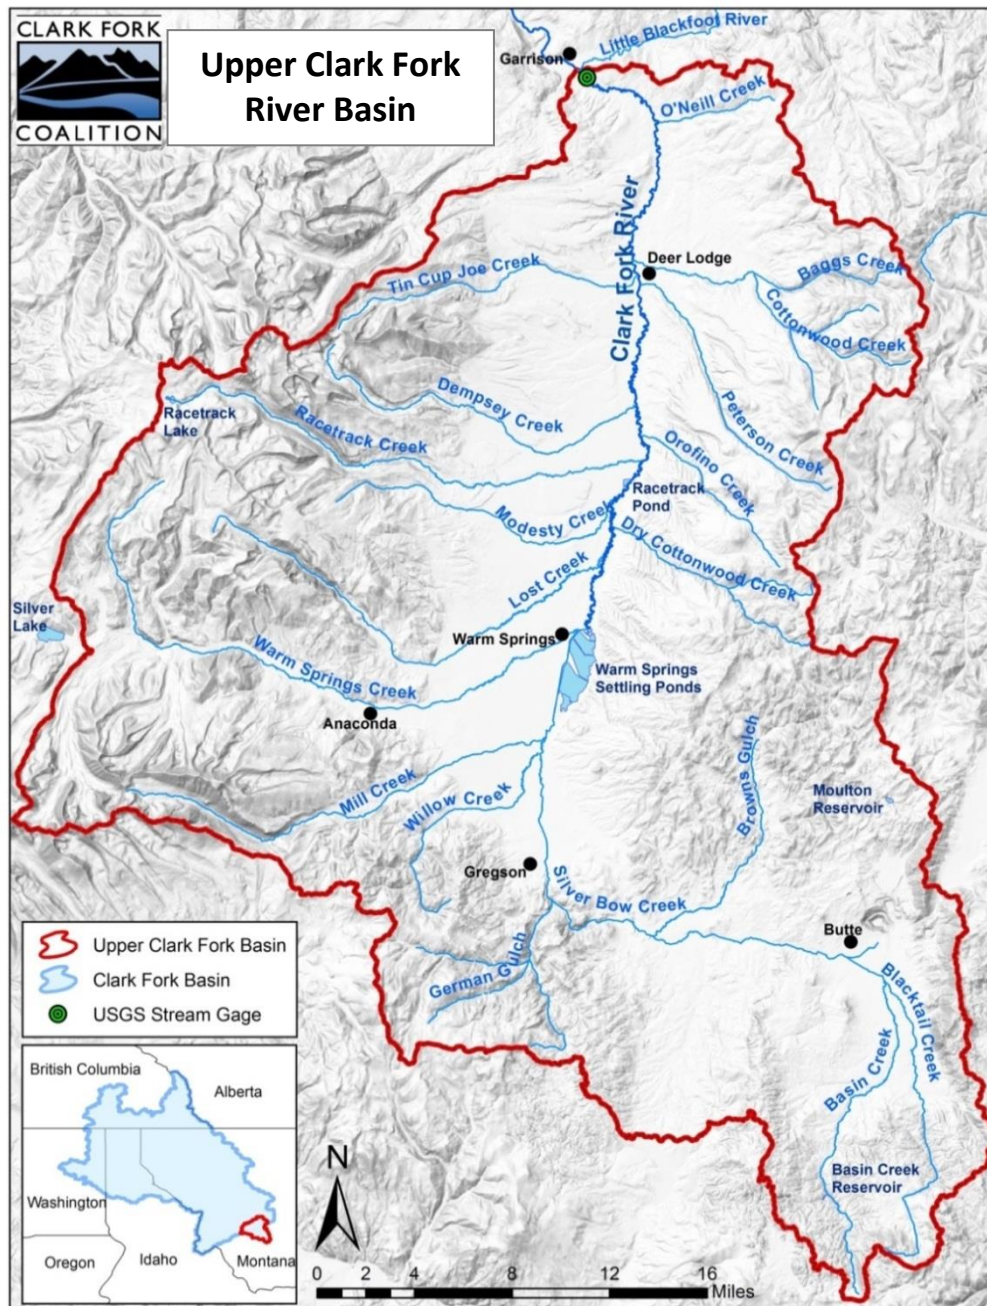 CLARK FORK
COALITION
Upper Clark Fork
River Basin
Little Blackfoot River
Garrison
O'Neill Creek
Clark Fork River
Deer Lodge
Baggs Creek
Tin Cup Joe Creek
Cottonwood Creek
Dempsey Creek
Peterson Creek
Racetrack
Lake
Racetrack Creek
Orofino Creek
Racetrack
Pond
Modesty Creek
Dry Cottonwood Creek
Lost Creek
Silver
Lake
Warm Springs
Warm Springs Creek
Warm Springs
Settling Ponds
Anaconda
Browns Gulch
Mill Creek
Willow Creek
Moulton
Reservoir
Gregson
Silver Bow Creek
Butte
German Gulch
Blacktail Creek
Basin Creek
Basin Creek
Reservoir
Upper Clark Fork Basin
Clark Fork Basin
USGS Stream Gage
British Columbia
Alberta
Washington
Oregon
Idaho
Montana
N
0 2 4 8 12 16
Miles